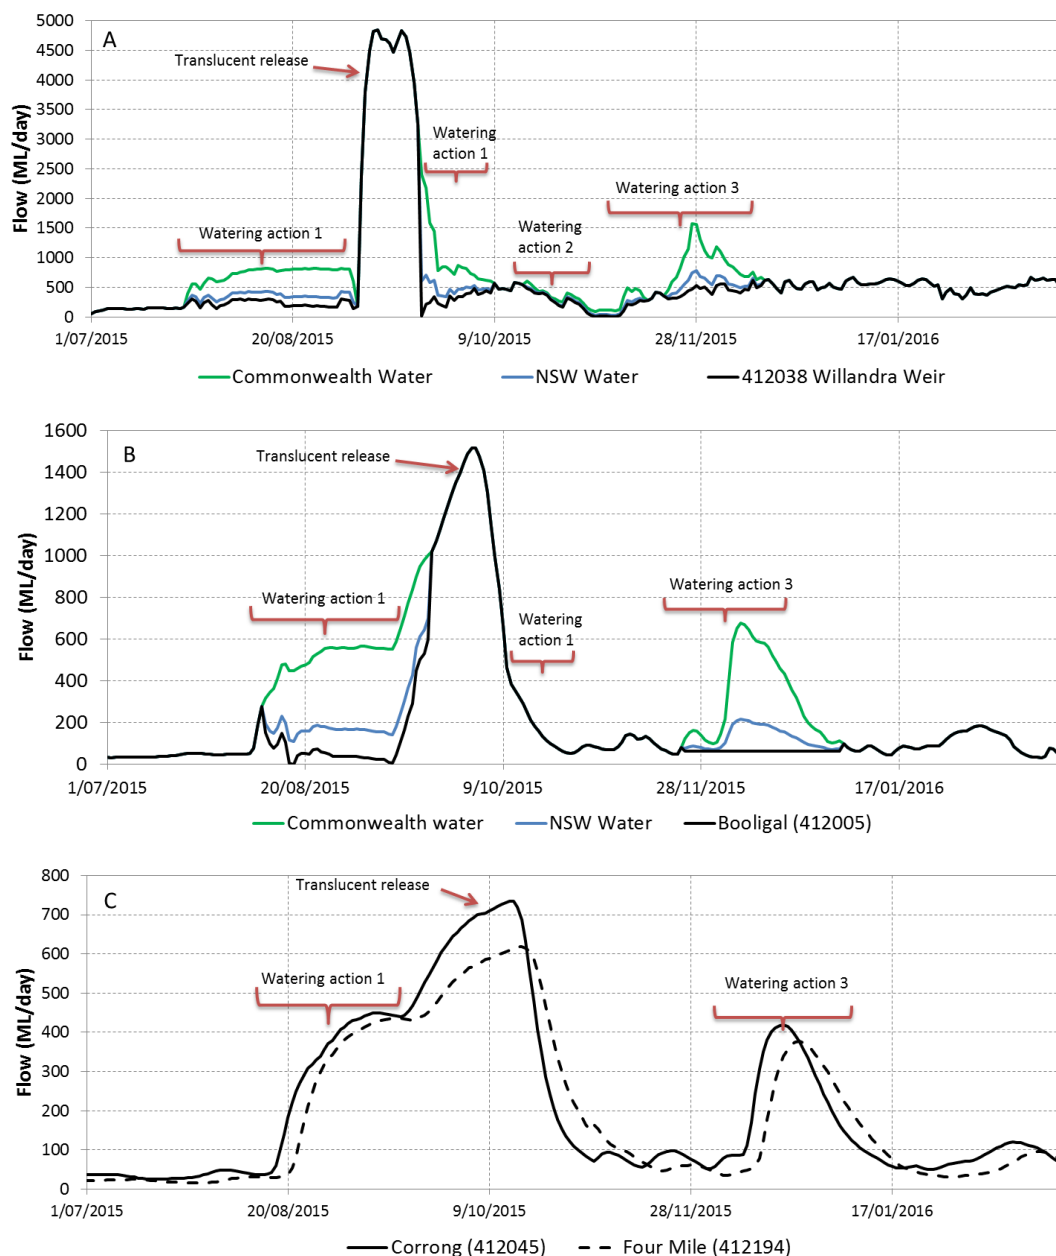 A
5000
4500
4000
3500
3000
2500
2000
1500
1000
500
0
Flow (ML/day)
Translucent release
Watering
action 1
Watering action 1
Watering
action 2
Watering action 3
1/07/2015
20/08/2015
9/10/2015
28/11/2015
17/01/2016
Commonwealth Water
NSW Water
412038 Willandra Weir
B
1600
1400
1200
1000
800
600
400
200
0
Flow (ML/day)
Translucent release
Watering action 1
Watering
action 1
Watering action 3
1/07/2015
20/08/2015
9/10/2015
28/11/2015
17/01/2016
Commonwealth water
NSW Water
Booligal (412005)
C
800
700
600
500
400
300
200
100
0
Flow (ML/day)
Translucent release
Watering action 1
Watering action 3
1/07/2015
20/08/2015
9/10/2015
28/11/2015
17/01/2016
Corrong (412045)
Four Mile (412194)